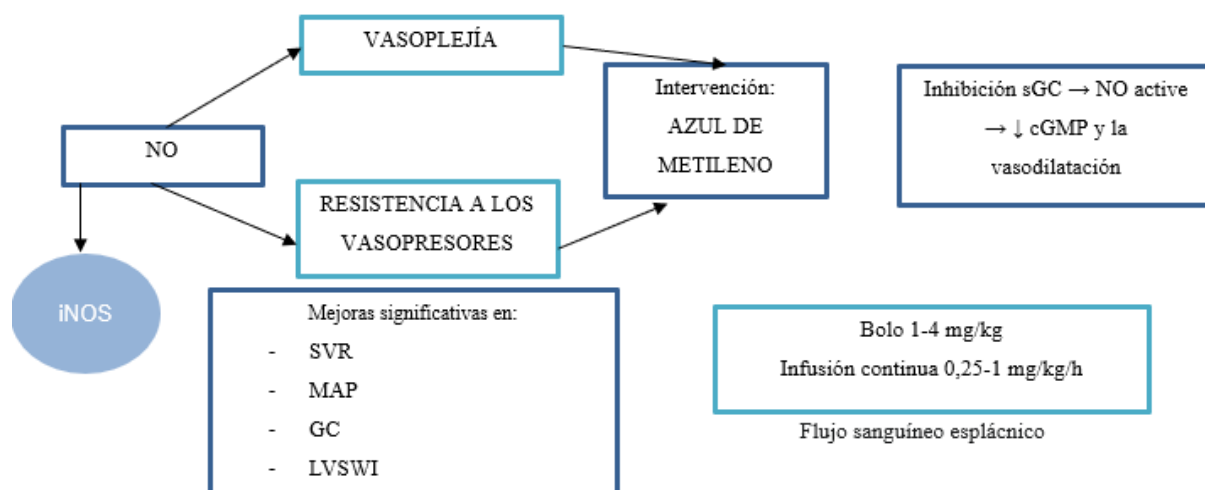 VASOPLEJÍA
NO
Intervención:
AZUL DE
METILENO
Inhibición sGC → NO active
→ ↓ cGMP y la
vasodilatación
RESISTENCIA A LOS
VASOPRESORES
iNOS
Mejoras significativas en:
- SVR
- MAP
- GC
- LVSWI
Bolo 1-4 mg/kg
Infusión continua 0,25-1 mg/kg/h
Flujo sanguíneo esplácnico